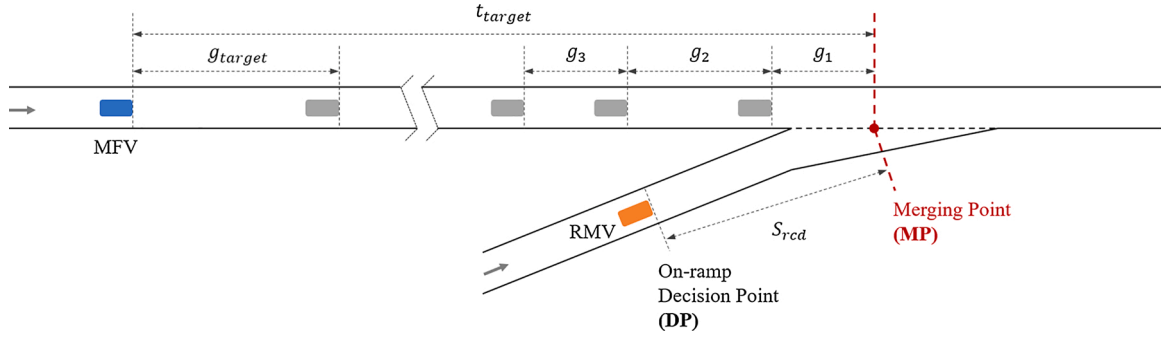 t_target
g_target
g_3
g_2
g_1
MFV
RMV
S_rcd
Merging Point
(MP)
On-ramp
Decision Point
(DP)